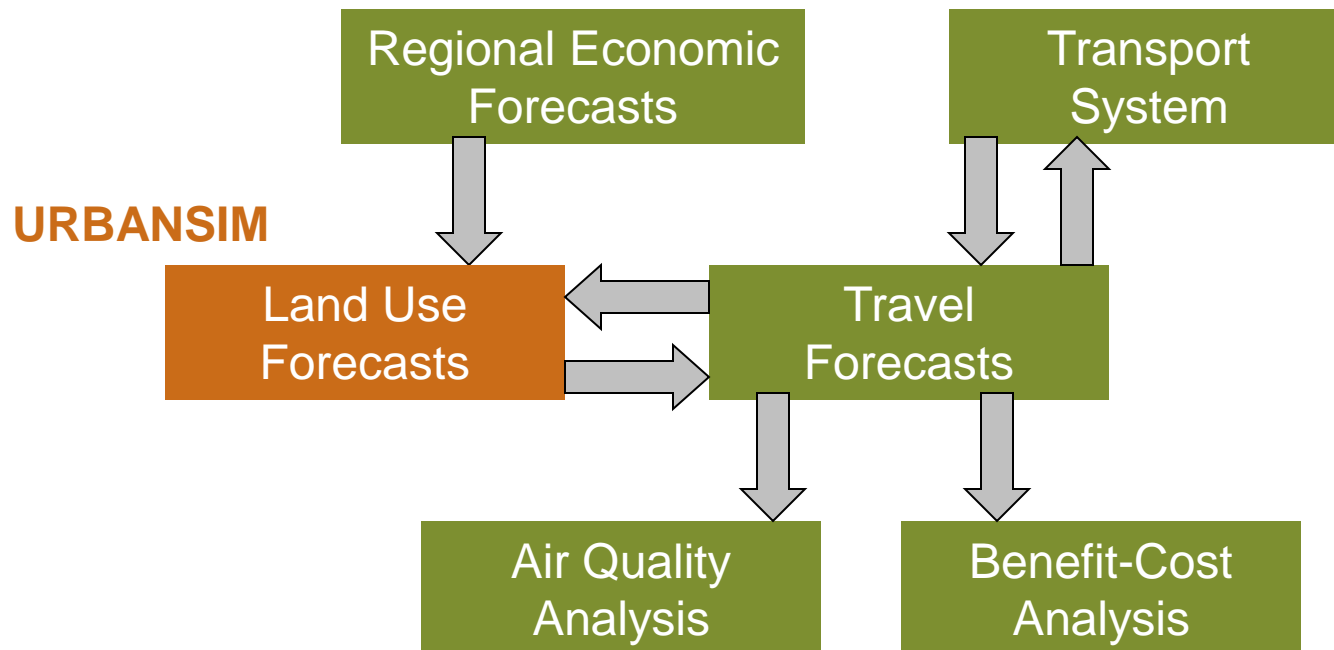 Regional Economic
Forecasts
Transport
System
URBANSIM
Land Use
Forecasts
Travel
Forecasts
Air Quality
Analysis
Benefit-Cost
Analysis